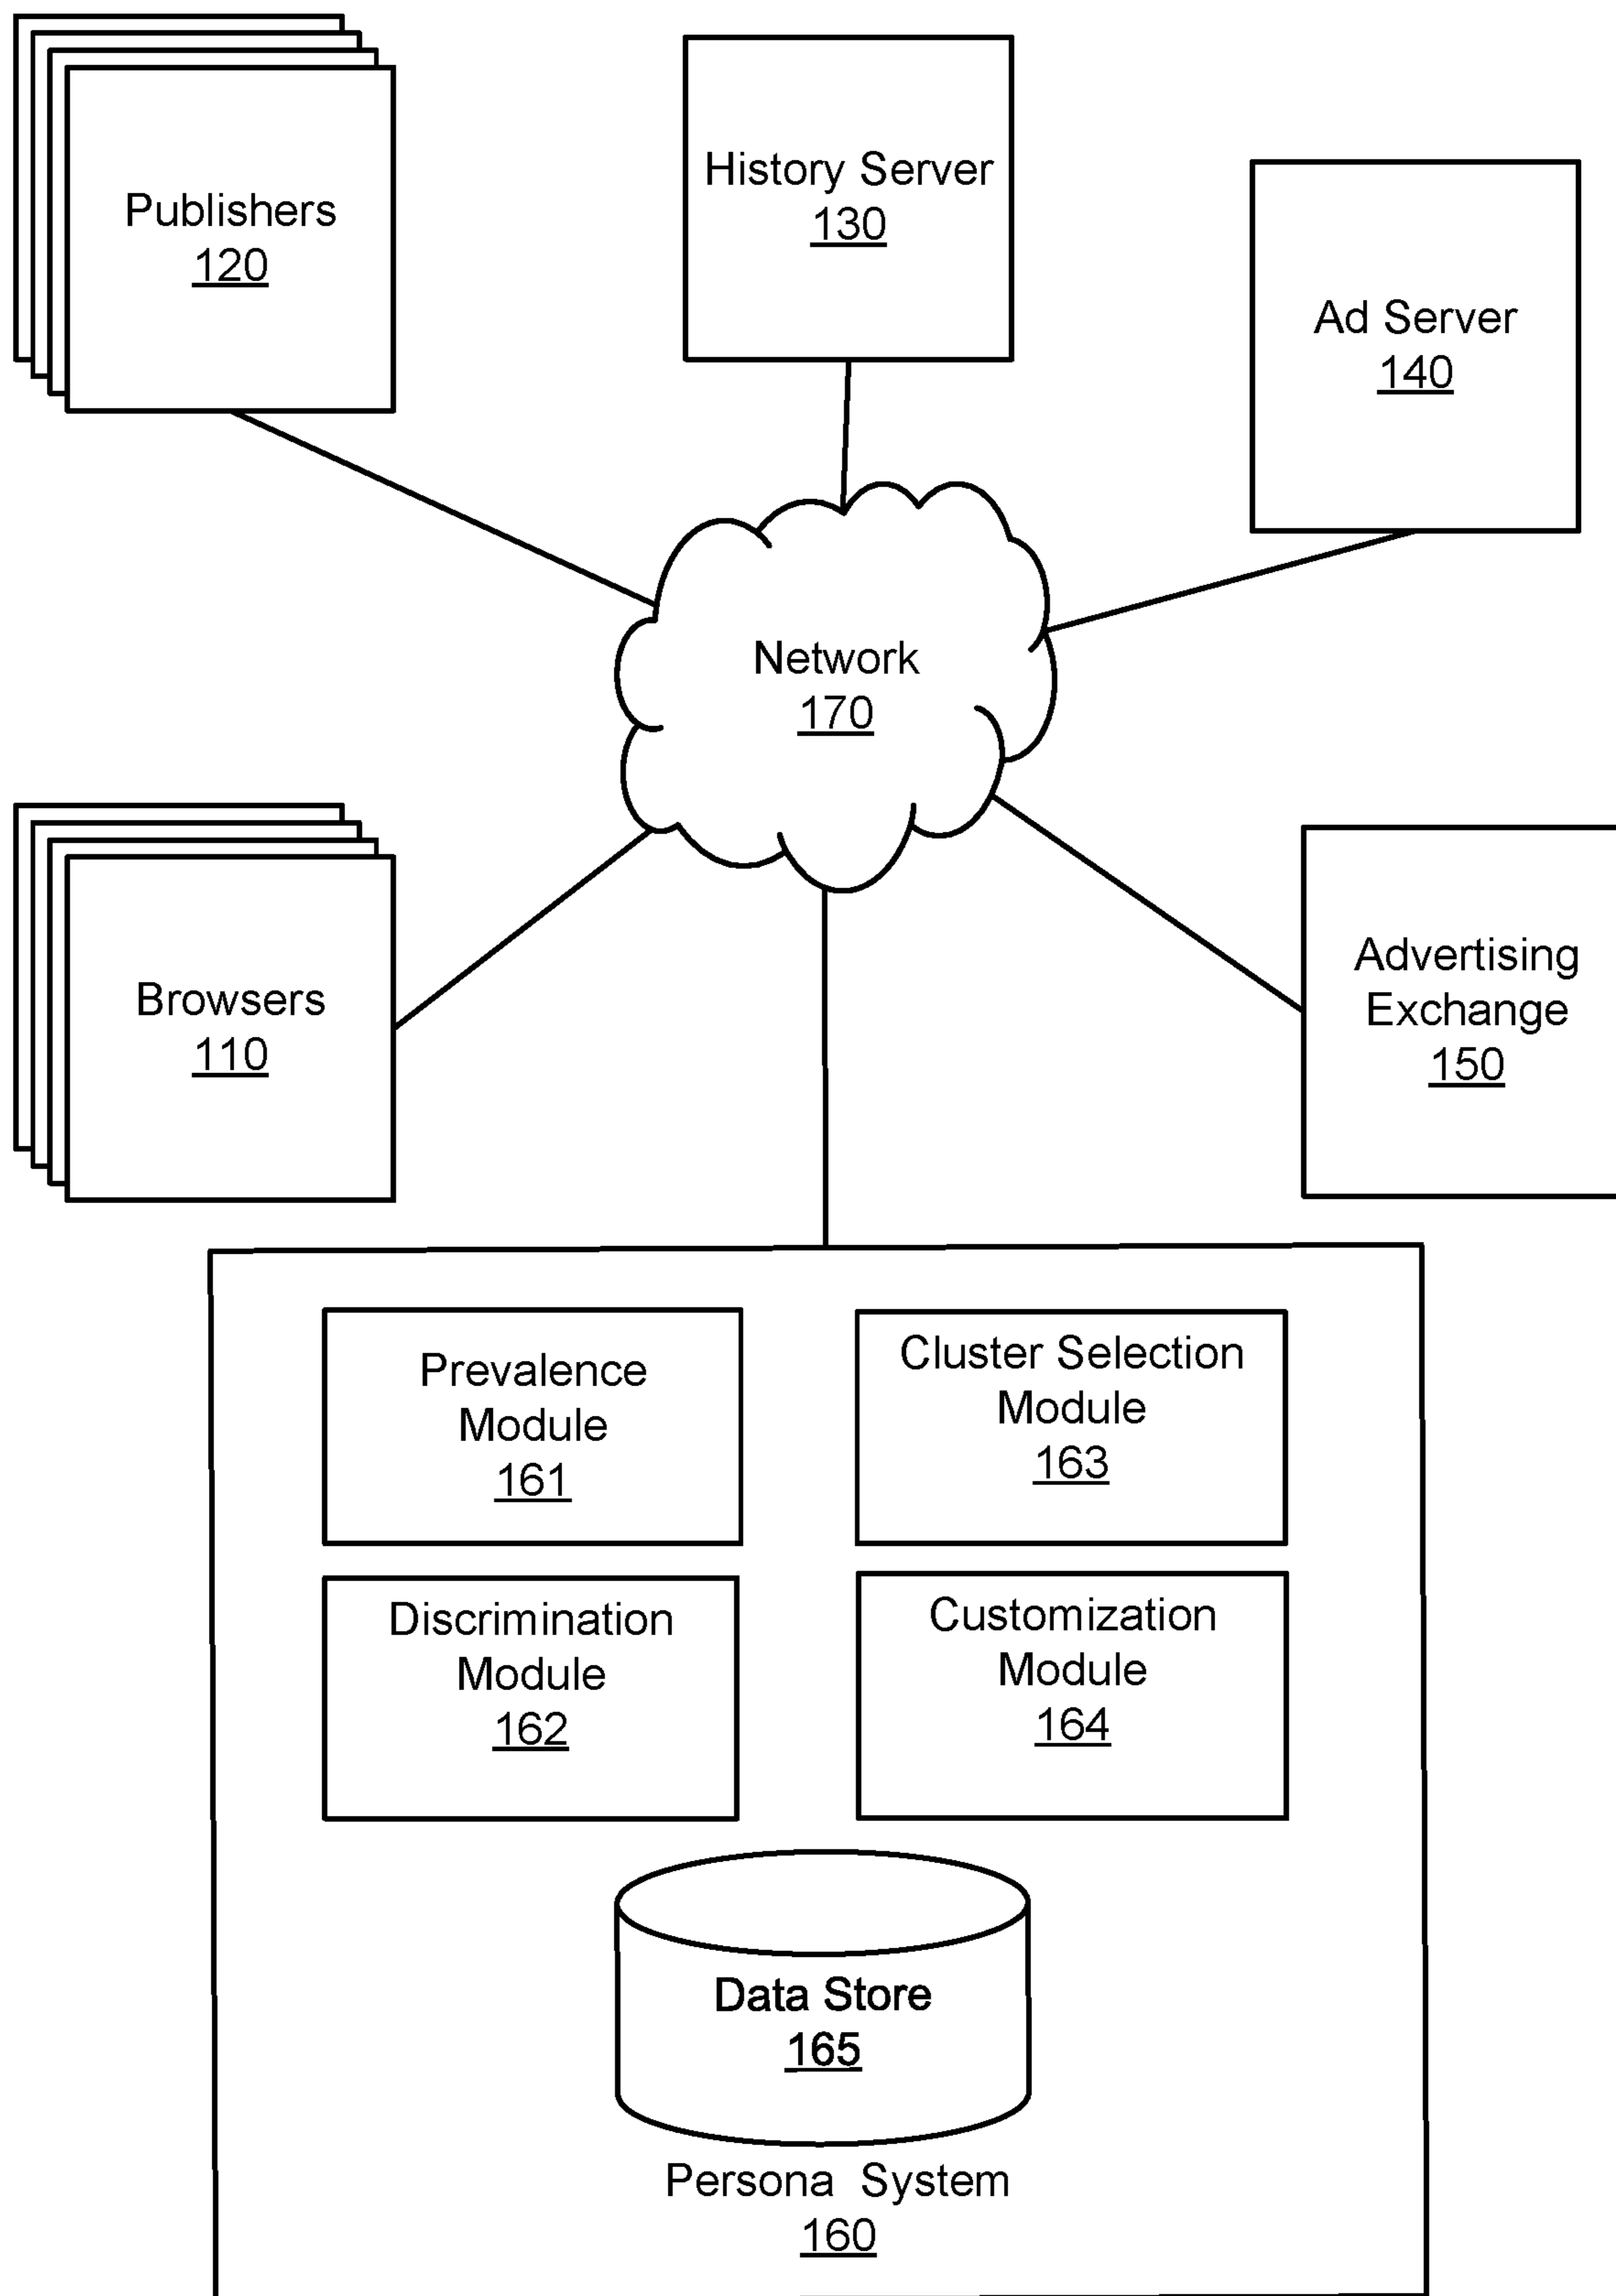 Publishers
120
History Server
130
Ad Server
140
Network
170
Browsers
110
Advertising
Exchange
150
Prevalence
Module
161
Cluster Selection
Module
163
Discrimination
Module
162
Customization
Module
164
Data Store
165
Persona System
160